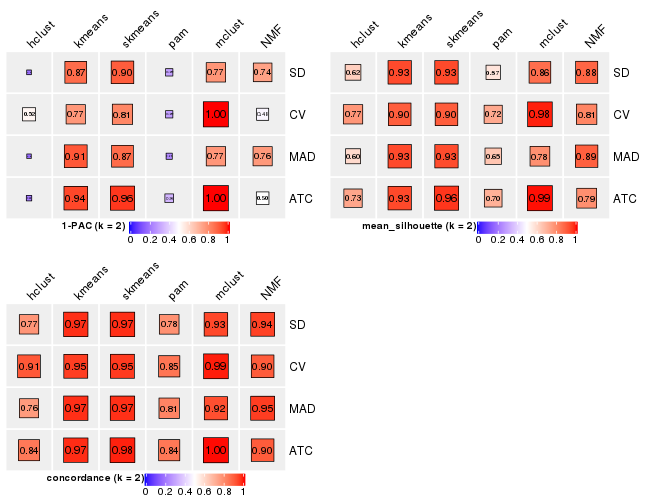 hclust kmeans skmeans pam mclust NMF
0.87 0.90 0.77 0.74 SD
0.52 0.77 0.81 1.00 0.48 CV
0.91 0.87 0.77 0.76 MAD
0.94 0.96 1.00 0.50 ATC
1-PAC (k = 2)
0 0.2 0.4 0.6 0.8 1
hclust kmeans skmeans pam mclust NMF
0.62 0.93 0.93 0.57 0.86 0.88 SD
0.77 0.90 0.90 0.72 0.98 0.81 CV
0.60 0.93 0.93 0.65 0.78 0.89 MAD
0.73 0.93 0.96 0.70 0.99 0.79 ATC
mean_silhouette (k = 2)
0 0.2 0.4 0.6 0.8 1
hclust kmeans skmeans pam mclust NMF
0.77 0.97 0.97 0.78 0.93 0.94 SD
0.91 0.95 0.95 0.85 0.99 0.90 CV
0.76 0.97 0.97 0.81 0.92 0.95 MAD
0.84 0.97 0.98 0.84 1.00 0.90 ATC
concordance (k = 2)
0 0.2 0.4 0.6 0.8 1